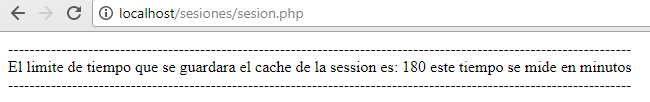 localhost/sesiones/sesion.php
------------------------------------------------------------------------------------------------------------------------
El limite de tiempo que se guardara el cache de la session es: 180 este tiempo se mide en minutos
------------------------------------------------------------------------------------------------------------------------